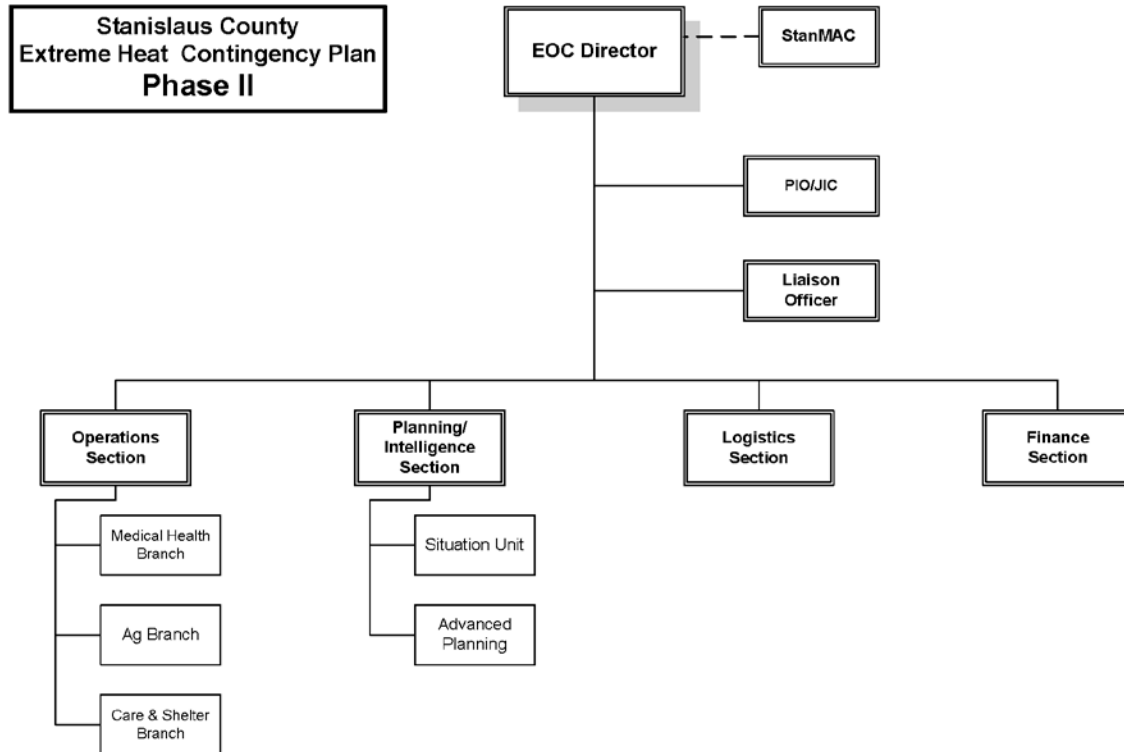 Stanislaus County
Extreme Heat Contingency Plan
Phase II
EOC Director
StanMAC
PIO/JIC
Liaison
Officer
Operations
Section
Planning/
Intelligence
Section
Logistics
Section
Finance
Section
Medical Health
Branch
Situation Unit
Ag Branch
Advanced
Planning
Care & Shelter
Branch